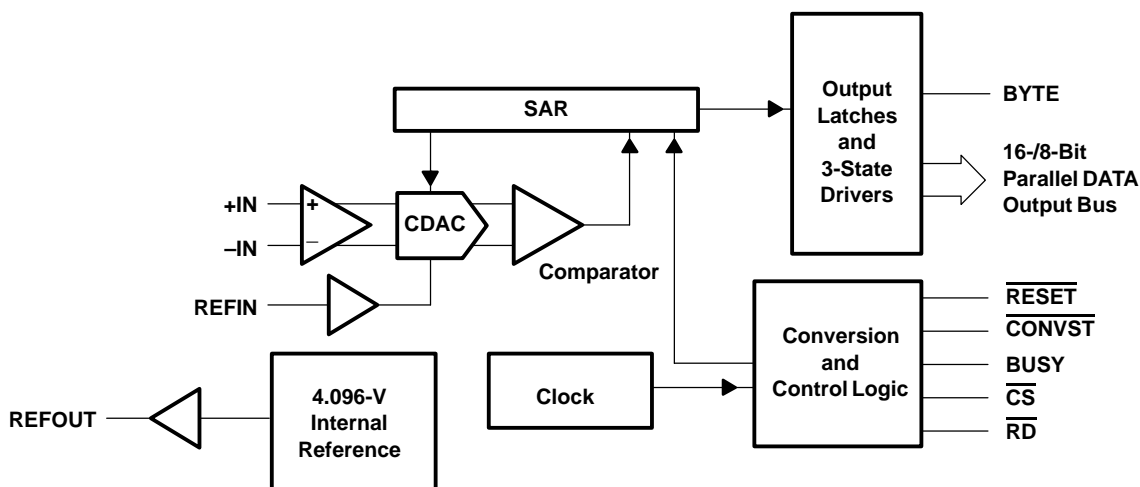 SAR
Output
Latches
and
3-State
Drivers
BYTE
16-/8-Bit
Parallel DATA
Output Bus
+IN
–IN
+
–
CDAC
Comparator
REFIN
REFOUT
4.096-V
Internal
Reference
Clock
Conversion
and
Control Logic
RESET
CONVST
BUSY
CS
RD